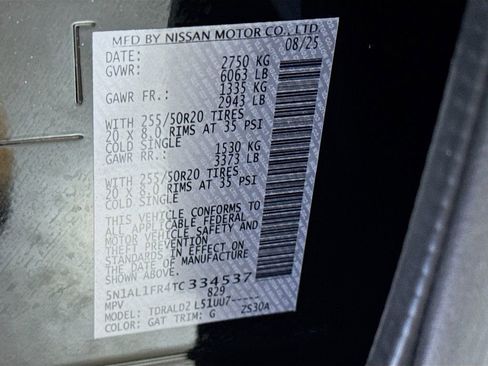 MFD BY NISSAN MOTOR CO., LTD.
DATE: 08/25
GVWR: 2750 KG
6063 LB
GAWR FR.: 1335 KG
2943 LB
WITH 255/50R20 TIRES
20 X 8.0 RIMS AT 35 PSI
COLD SINGLE
GAWR RR.: 1530 KG
3373 LB
WITH 255/50R20 TIRES
20 X 8.0 RIMS AT 35 PSI
COLD SINGLE
THIS VEHICLE CONFORMS TO
ALL APPLICABLE FEDERAL
MOTOR VEHICLE SAFETY AND
THEFT PREVENTION
STANDARDS IN EFFECT ON
THE DATE OF MANUFACTURE
SHOWN ABOVE.
5N1AL1FR4TC334537
MPV 829
MODEL: TDRALDZ L51UU7-----
COLOR: GAT TRIM: G ZS30A